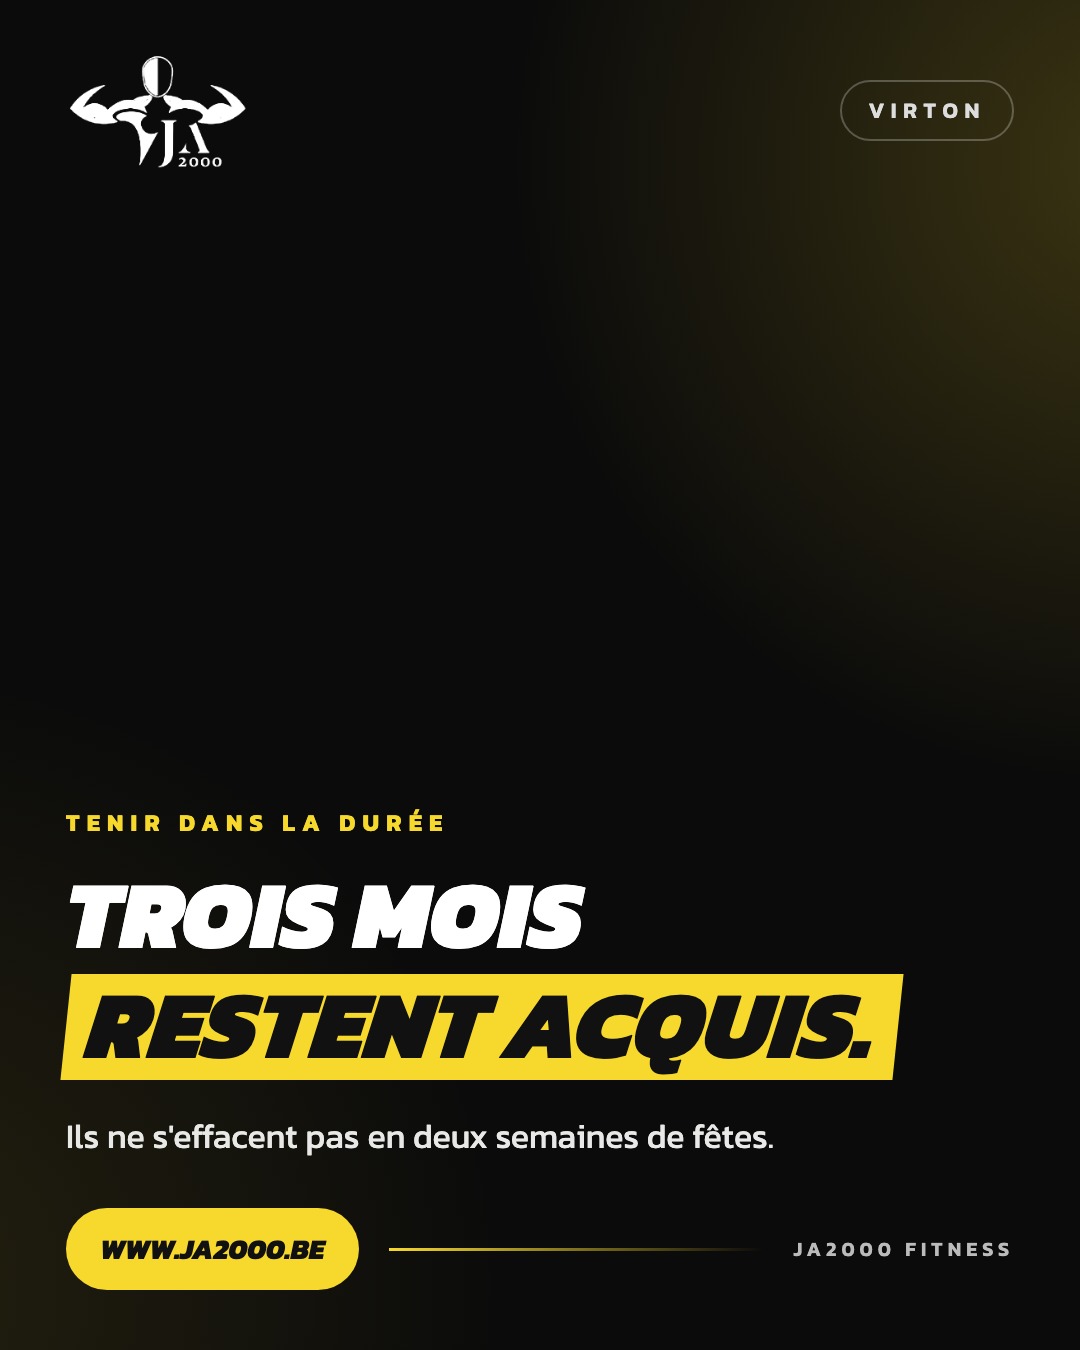 JA
2000
VIRTON
TENIR DANS LA DURÉE
TROIS MOIS
RESTENT ACQUIS.
Ils ne s'effacent pas en deux semaines de fêtes.
WWW.JA2000.BE
JA2000 FITNESS